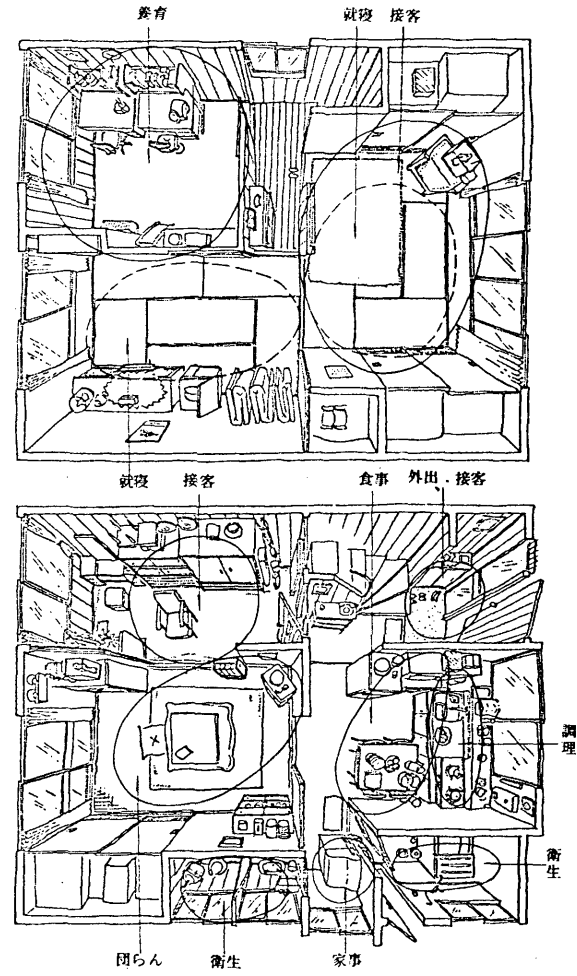 養育
就寝 接客
就寝 接客 食事 外出・接客
調理
衛生
団らん 衛生 家事